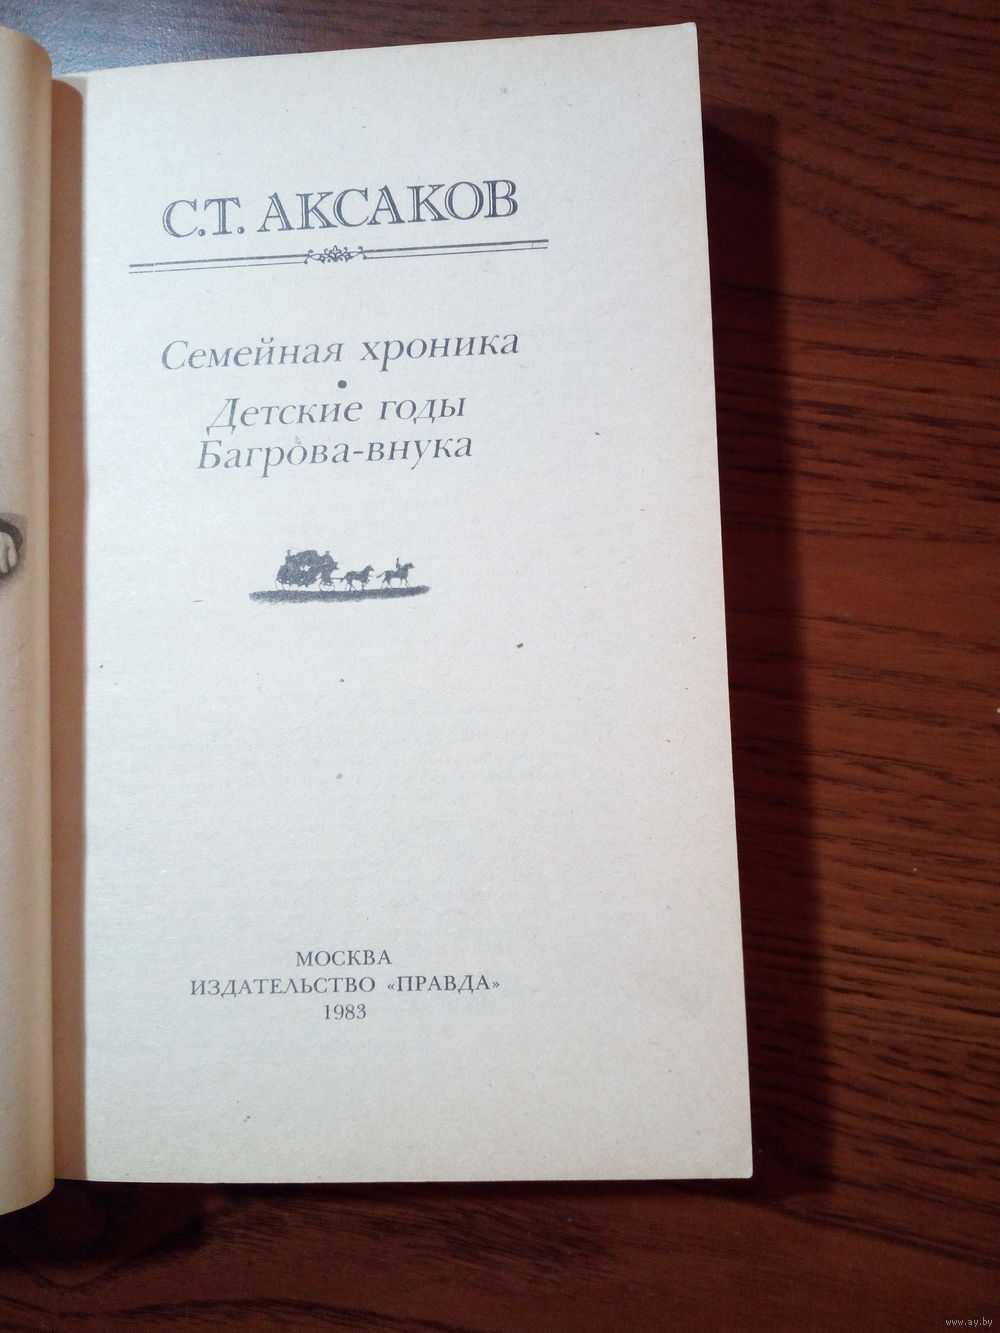 С.Т. АКСАКОВ
Семейная хроника
•
Детские годы
Багрова-внука
МОСКВА
ИЗДАТЕЛЬСТВО «ПРАВДА»
1983
www.ay.by